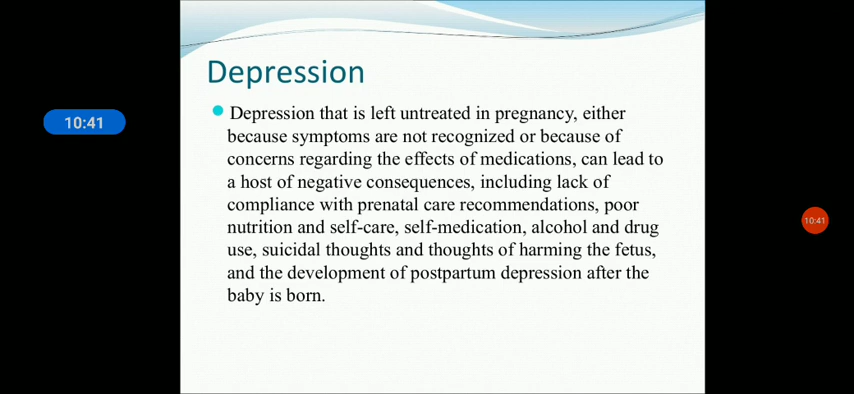 Depression
Depression that is left untreated in pregnancy, either
because symptoms are not recognized or because of
concerns regarding the effects of medications, can lead to
a host of negative consequences, including lack of
compliance with prenatal care recommendations, poor
nutrition and self-care, self-medication, alcohol and drug
use, suicidal thoughts and thoughts of harming the fetus,
and the development of postpartum depression after the
baby is born.
10:41
10:41